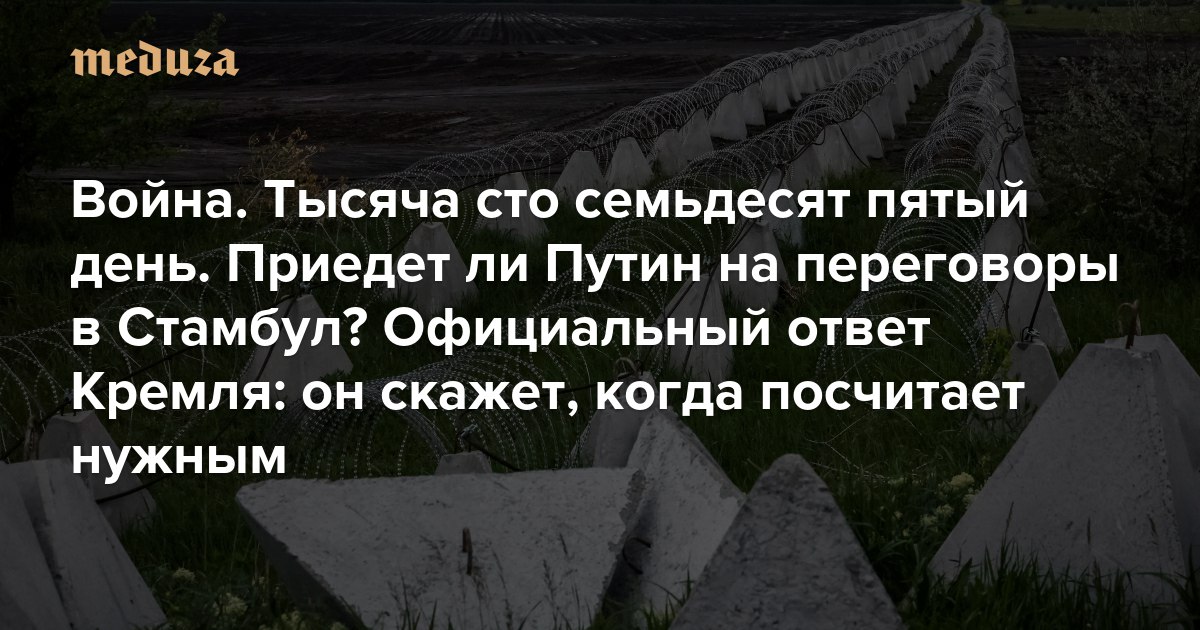 meduza
Война. Тысяча сто семьдесят пятый
день. Приедет ли Путин на переговоры
в Стамбул? Официальный ответ
Кремля: он скажет, когда посчитает
нужным